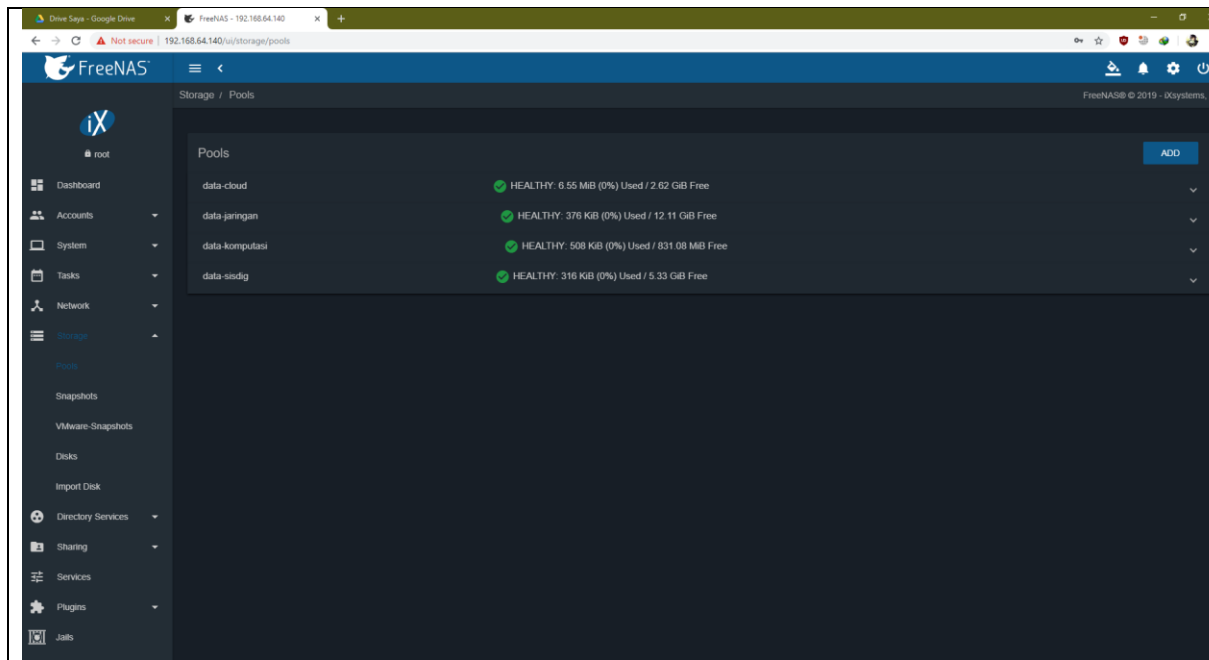 Drive Saya - Google Drive
FreeNAS - 192.168.64.140
Not secure
192.168.64.140/ui/storage/pools
FreeNAS
Storage / Pools
FreeNAS® © 2019 - iXsystems,
iX
root
Pools
ADD
data-cloud
HEALTHY: 6.55 MiB (0%) Used / 2.62 GiB Free
data-jaringan
HEALTHY: 376 KiB (0%) Used / 12.11 GiB Free
data-komputasi
HEALTHY: 508 KiB (0%) Used / 831.08 MiB Free
data-sisdig
HEALTHY: 316 KiB (0%) Used / 5.33 GiB Free
Dashboard
Accounts
System
Tasks
Network
Storage
Pools
Snapshots
VMware-Snapshots
Disks
Import Disk
Directory Services
Sharing
Services
Plugins
Jails